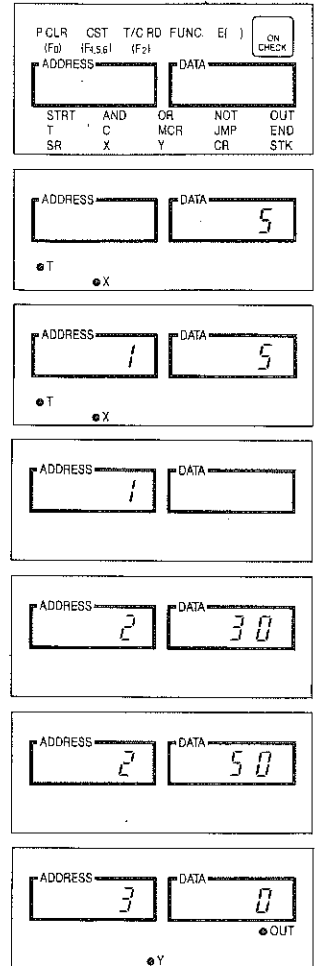 P CLR CST T/C RD FUNC. E( ) ON CHECK
(F0) (F4,5,6) (F2)
ADDRESS DATA
STRT AND OR NOT OUT
T C MCR JMP END
SR X Y CR STK
ADDRESS DATA
5
T
X
ADDRESS DATA
1 5
T
X
ADDRESS DATA
1
ADDRESS DATA
2 30
ADDRESS DATA
2 50
ADDRESS DATA
3 0
OUT
Y